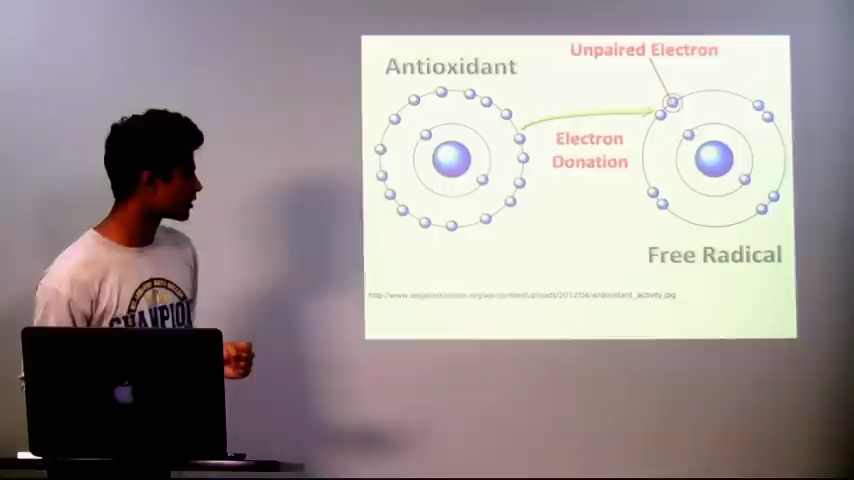 Unpaired Electron
Antioxidant
Electron
Donation
Free Radical
CHAMPION